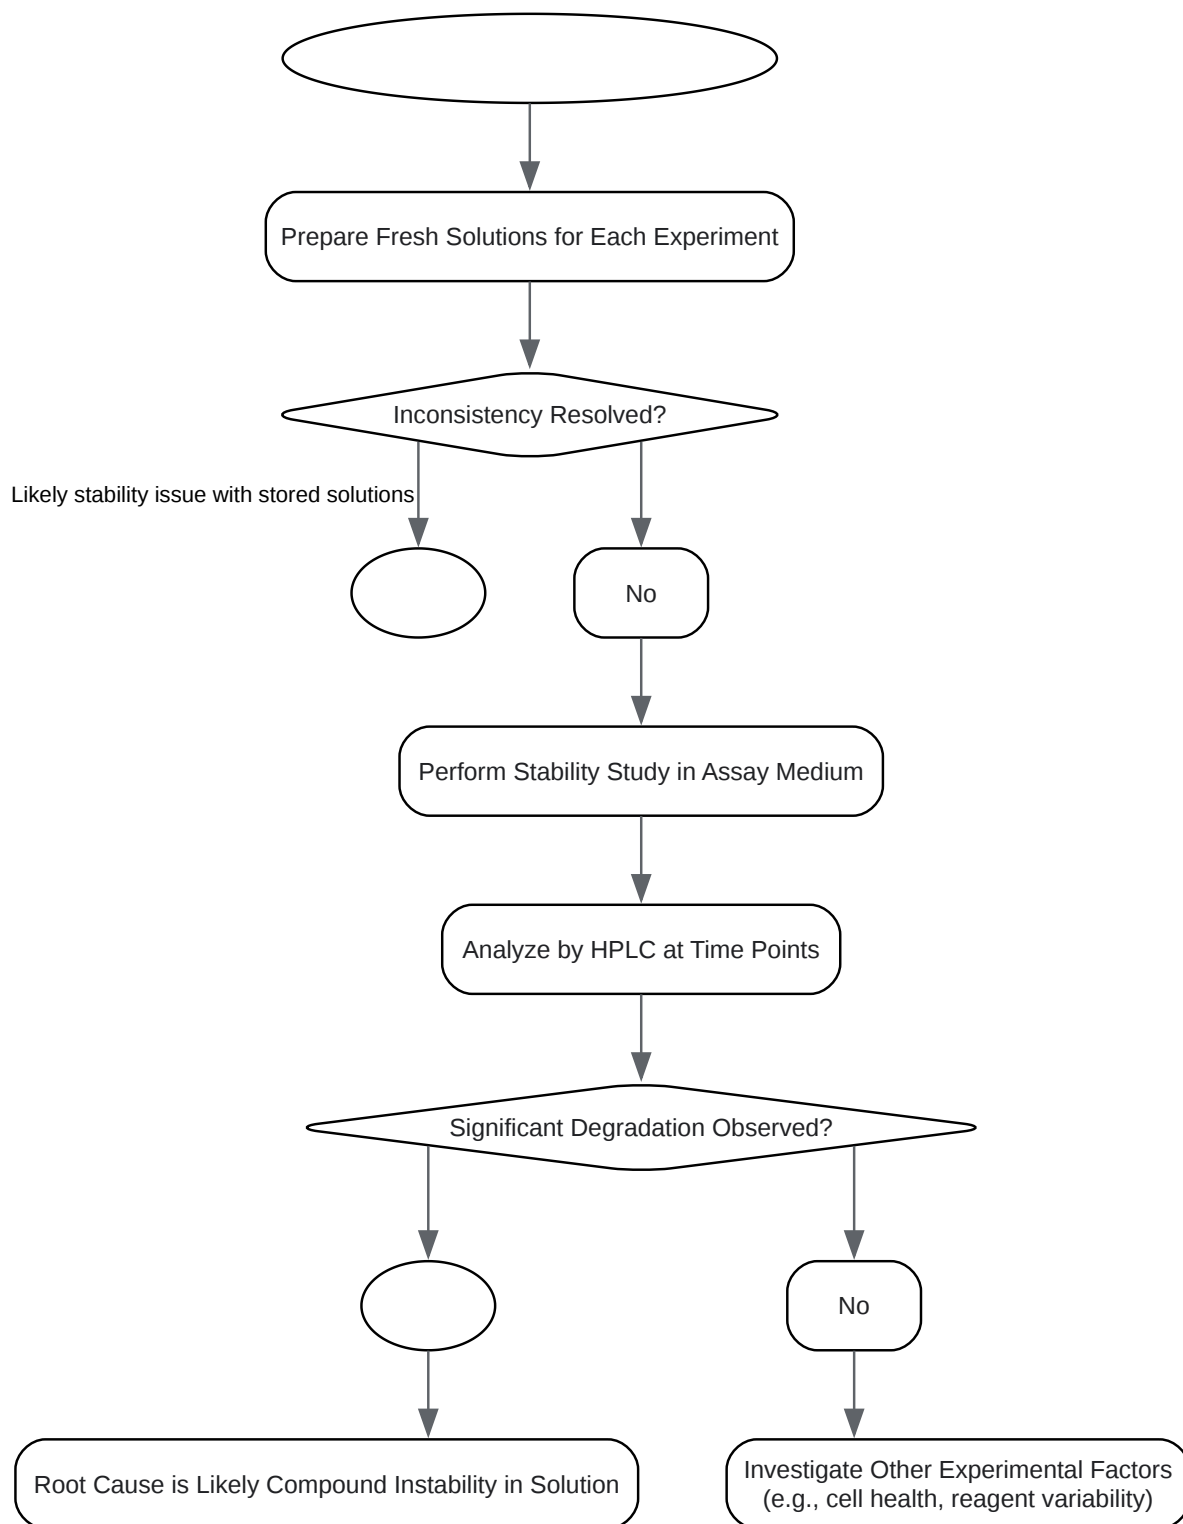 Prepare Fresh Solutions for Each Experiment
Inconsistency Resolved?
Likely stability issue with stored solutions
No
Perform Stability Study in Assay Medium
Analyze by HPLC at Time Points
Significant Degradation Observed?
No
Root Cause is Likely Compound Instability in Solution
Investigate Other Experimental Factors
(e.g., cell health, reagent variability)